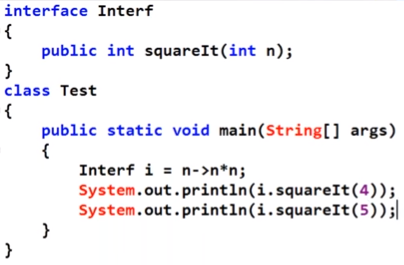 interface Interf
{
    public int squareIt(int n);
}
class Test
{
    public static void main(String[] args)
    {
        Interf i = n->n*n;
        System.out.println(i.squareIt(4));
        System.out.println(i.squareIt(5));
    }
}